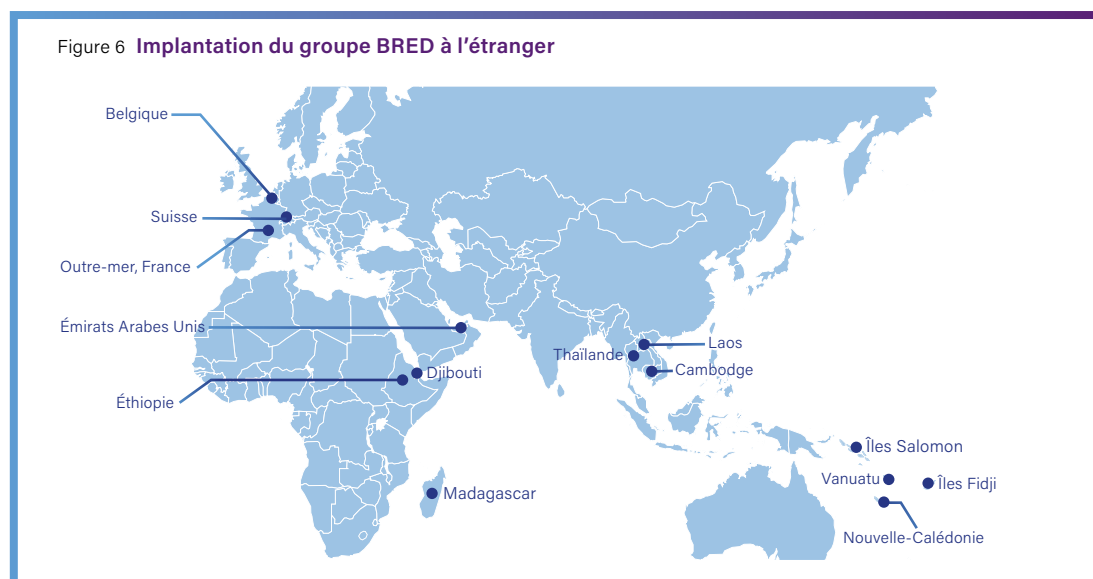 Figure 6 Implantation du groupe BRED à l’étranger
Belgique
Suisse
Outre-mer, France
Émirats Arabes Unis
Djibouti
Éthiopie
Madagascar
Laos
Thaïlande
Cambodge
Îles Salomon
Vanuatu
Îles Fidji
Nouvelle-Calédonie